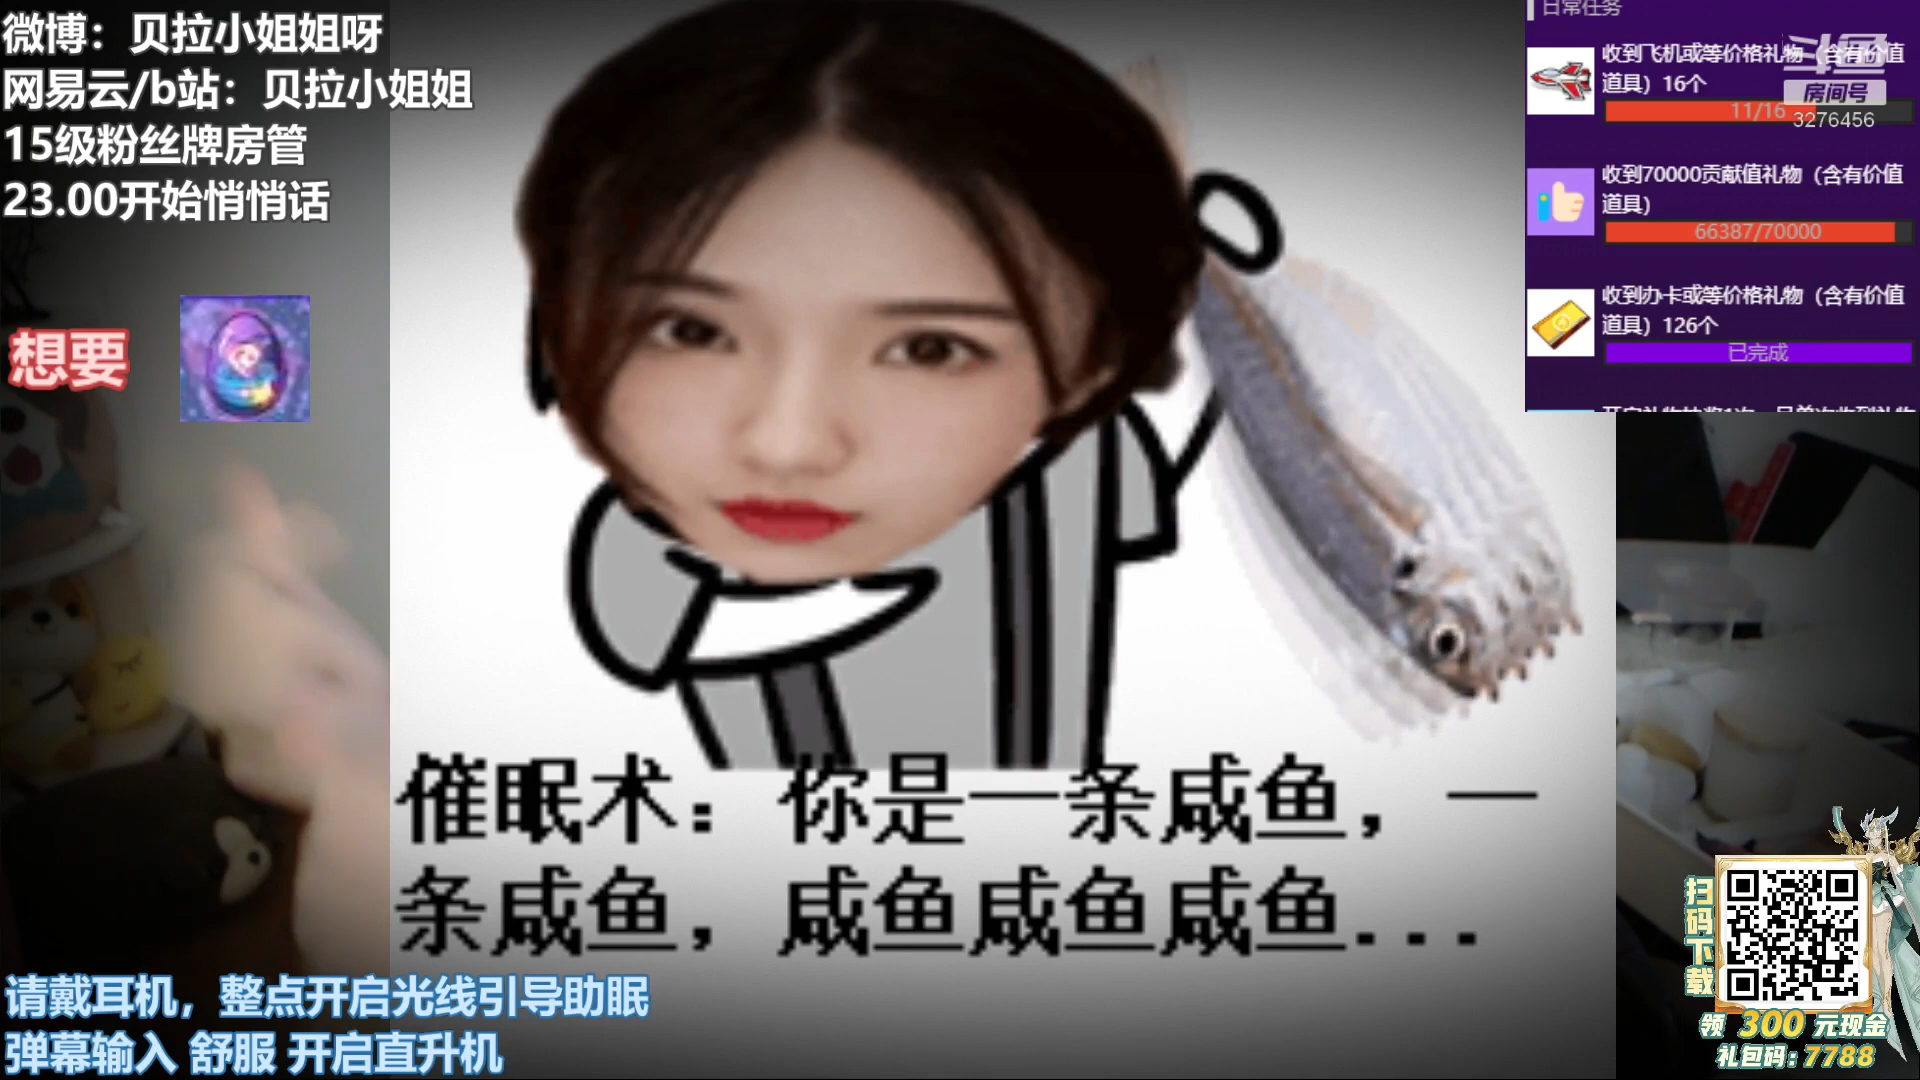 微博：贝拉小姐姐呀
网易云/b站：贝拉小姐姐
15级粉丝牌房管
23.00开始悄悄话
想要
日常任务
收到飞机或等价格礼物（含有价值
道具）16个
11/16
斗鱼
房间号
3276456
收到70000贡献值礼物（含有价值
道具）
66387/70000
收到办卡或等价格礼物（含有价值
道具）126个
已完成
催眠术：你是一条咸鱼，一
条咸鱼，咸鱼咸鱼咸鱼...
请戴耳机，整点开启光线引导助眠
弹幕输入 舒服 开启直升机
扫码下载
领 300 元现金
礼包码：7788